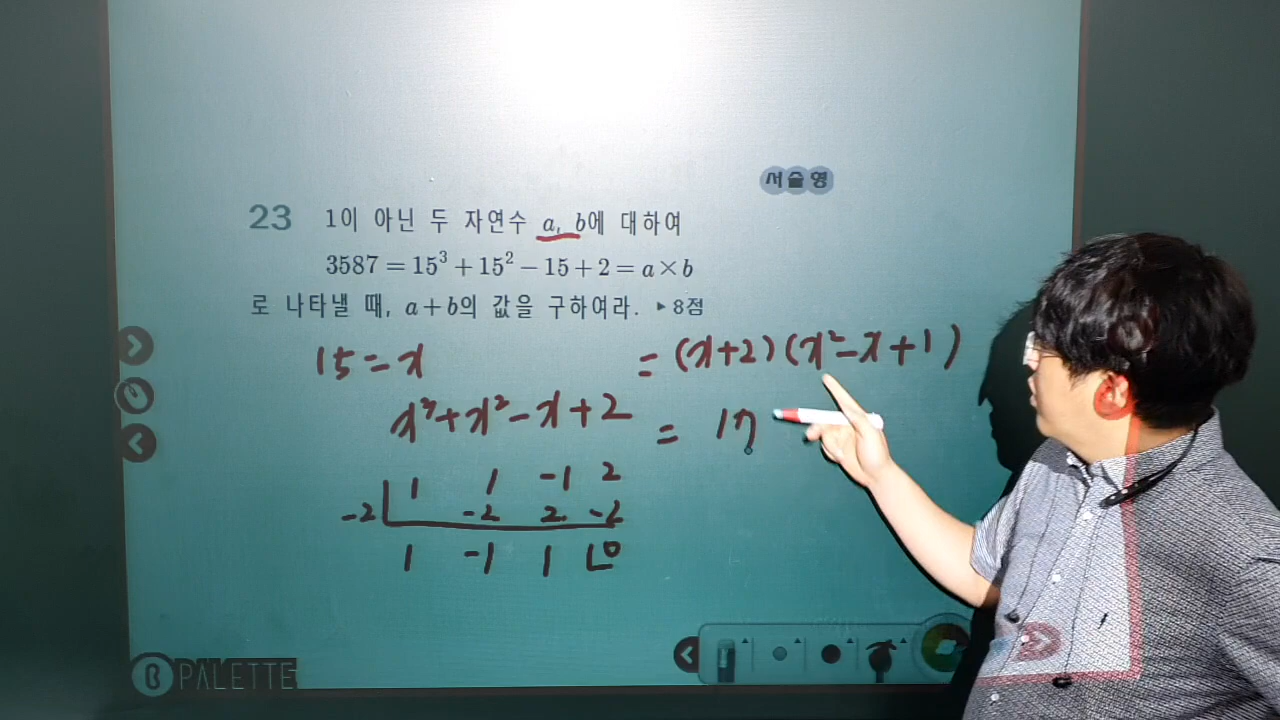 서술형
23 1이 아닌 두 자연수 a, b에 대하여
3587 = 15³ + 15² − 15 + 2 = a × b
로 나타낼 때, a + b의 값을 구하여라. ▸ 8점
15 = x
= (x+2)(x²−x+1)
x³+x²−x+2
= 17
1 1 -1 2
-2 -2 2 -2
1 -1 1 0
B PALETTE